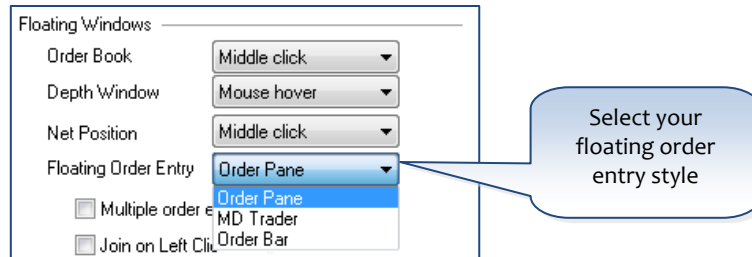 Floating Windows
Order Book Middle click
Depth Window Mouse hover
Net Position Middle click
Floating Order Entry Order Pane
Order Pane
Multiple order e
MD Trader
Join on Left Clic
Order Bar
Select your
floating order
entry style